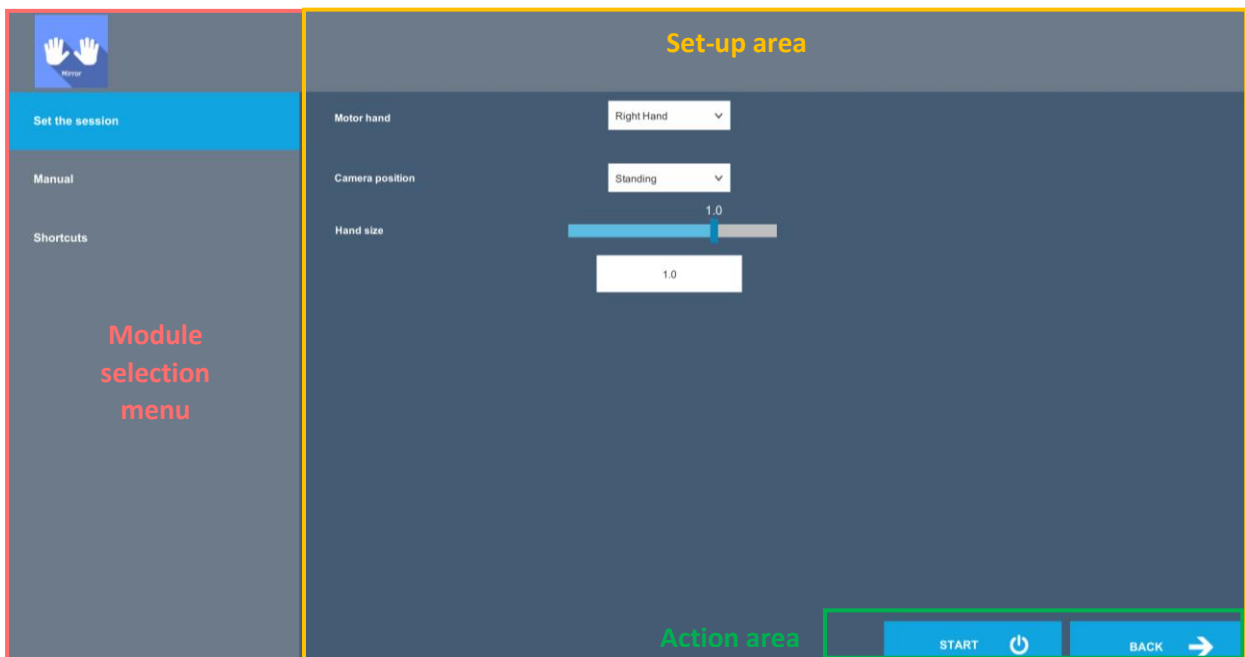 Mirror
Set-up area
Set the session
Manual
Shortcuts
Module
selection
menu
Motor hand
Right Hand
Camera position
Standing
1.0
Hand size
1.0
Action area
START
BACK